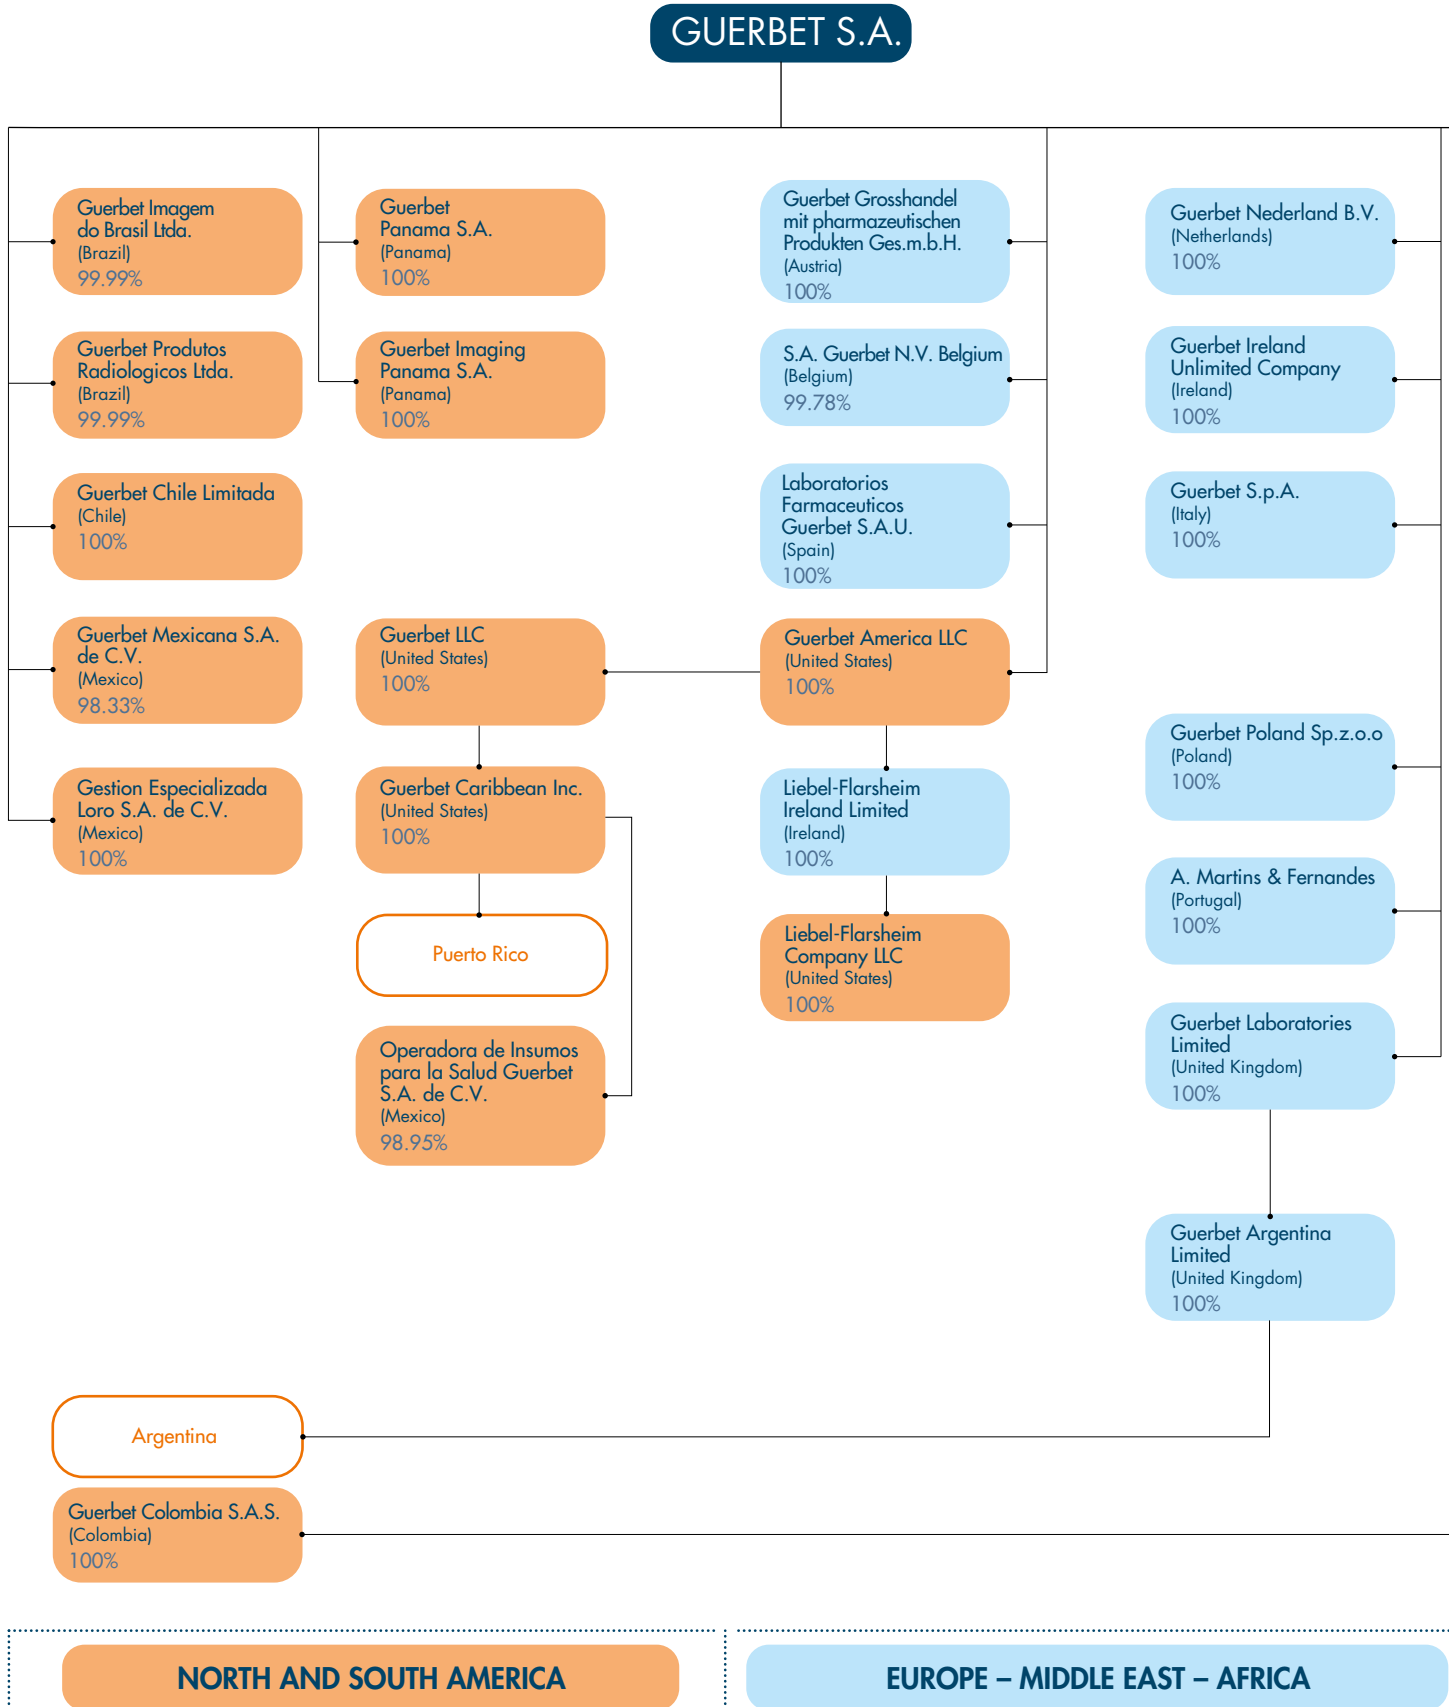 GUERBET S.A.
Guerbet Imagem
do Brasil Ltda.
(Brazil)
99.99%
Guerbet
Panama S.A.
(Panama)
100%
Guerbet Grosshandel
mit pharmazeutischen
Produkten Ges.m.b.H.
(Austria)
100%
Guerbet Nederland B.V.
(Netherlands)
100%
Guerbet Produtos
Radiologicos Ltda.
(Brazil)
99.99%
Guerbet Imaging
Panama S.A.
(Panama)
100%
S.A. Guerbet N.V. Belgium
(Belgium)
99.78%
Guerbet Ireland
Unlimited Company
(Ireland)
100%
Guerbet Chile Limitada
(Chile)
100%
Laboratorios
Farmaceuticos
Guerbet S.A.U.
(Spain)
100%
Guerbet S.p.A.
(Italy)
100%
Guerbet Mexicana S.A.
de C.V.
(Mexico)
98.33%
Guerbet LLC
(United States)
100%
Guerbet America LLC
(United States)
100%
Guerbet Poland Sp.z.o.o
(Poland)
100%
Gestion Especializada
Loro S.A. de C.V.
(Mexico)
100%
Guerbet Caribbean Inc.
(United States)
100%
Liebel-Flarsheim
Ireland Limited
(Ireland)
100%
A. Martins & Fernandes
(Portugal)
100%
Puerto Rico
Liebel-Flarsheim
Company LLC
(United States)
100%
Operadora de Insumos
para la Salud Guerbet
S.A. de C.V.
(Mexico)
98.95%
Guerbet Laboratories
Limited
(United Kingdom)
100%
Guerbet Argentina
Limited
(United Kingdom)
100%
Argentina
Guerbet Colombia S.A.S.
(Colombia)
100%
NORTH AND SOUTH AMERICA
EUROPE – MIDDLE EAST – AFRICA